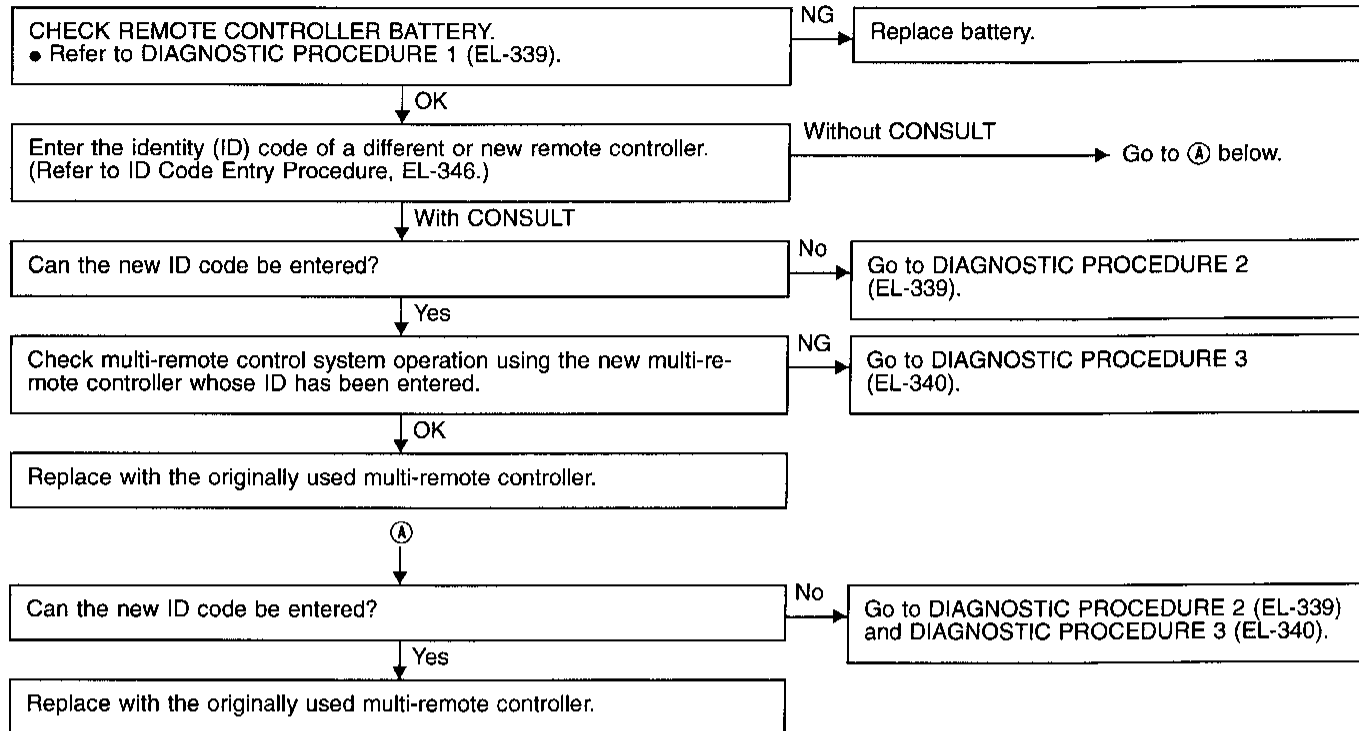 CHECK REMOTE CONTROLLER BATTERY.
● Refer to DIAGNOSTIC PROCEDURE 1 (EL-339).
NG
Replace battery.
OK
Enter the identity (ID) code of a different or new remote controller.
(Refer to ID Code Entry Procedure, EL-346.)
Without CONSULT
Go to Ⓐ below.
With CONSULT
Can the new ID code be entered?
No
Go to DIAGNOSTIC PROCEDURE 2
(EL-339).
Yes
Check multi-remote control system operation using the new multi-re-
mote controller whose ID has been entered.
NG
Go to DIAGNOSTIC PROCEDURE 3
(EL-340).
OK
Replace with the originally used multi-remote controller.
Ⓐ
Can the new ID code be entered?
No
Go to DIAGNOSTIC PROCEDURE 2 (EL-339)
and DIAGNOSTIC PROCEDURE 3 (EL-340).
Yes
Replace with the originally used multi-remote controller.